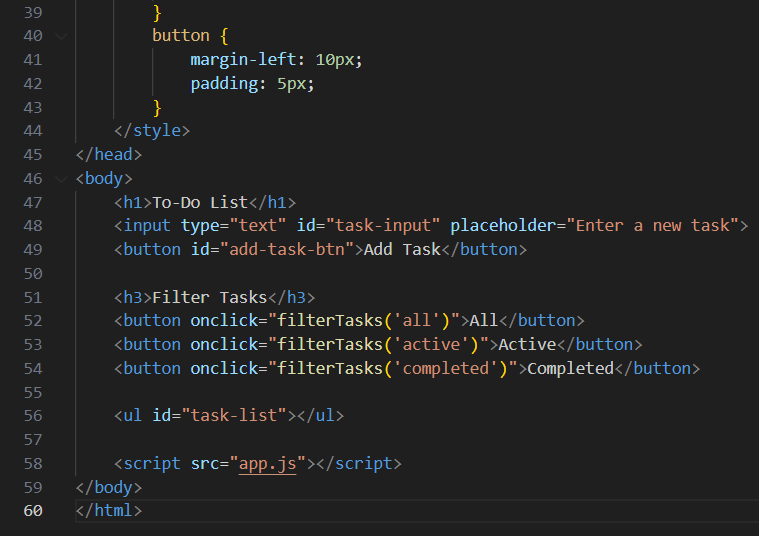 39 }
40 button {
41 margin-left: 10px;
42 padding: 5px;
43 }
44 </style>
45 </head>
46 <body>
47 <h1>To-Do List</h1>
48 <input type="text" id="task-input" placeholder="Enter a new task">
49 <button id="add-task-btn">Add Task</button>
50
51 <h3>Filter Tasks</h3>
52 <button onclick="filterTasks('all')">All</button>
53 <button onclick="filterTasks('active')">Active</button>
54 <button onclick="filterTasks('completed')">Completed</button>
55
56 <ul id="task-list"></ul>
57
58 <script src="app.js"></script>
59 </body>
60 </html>